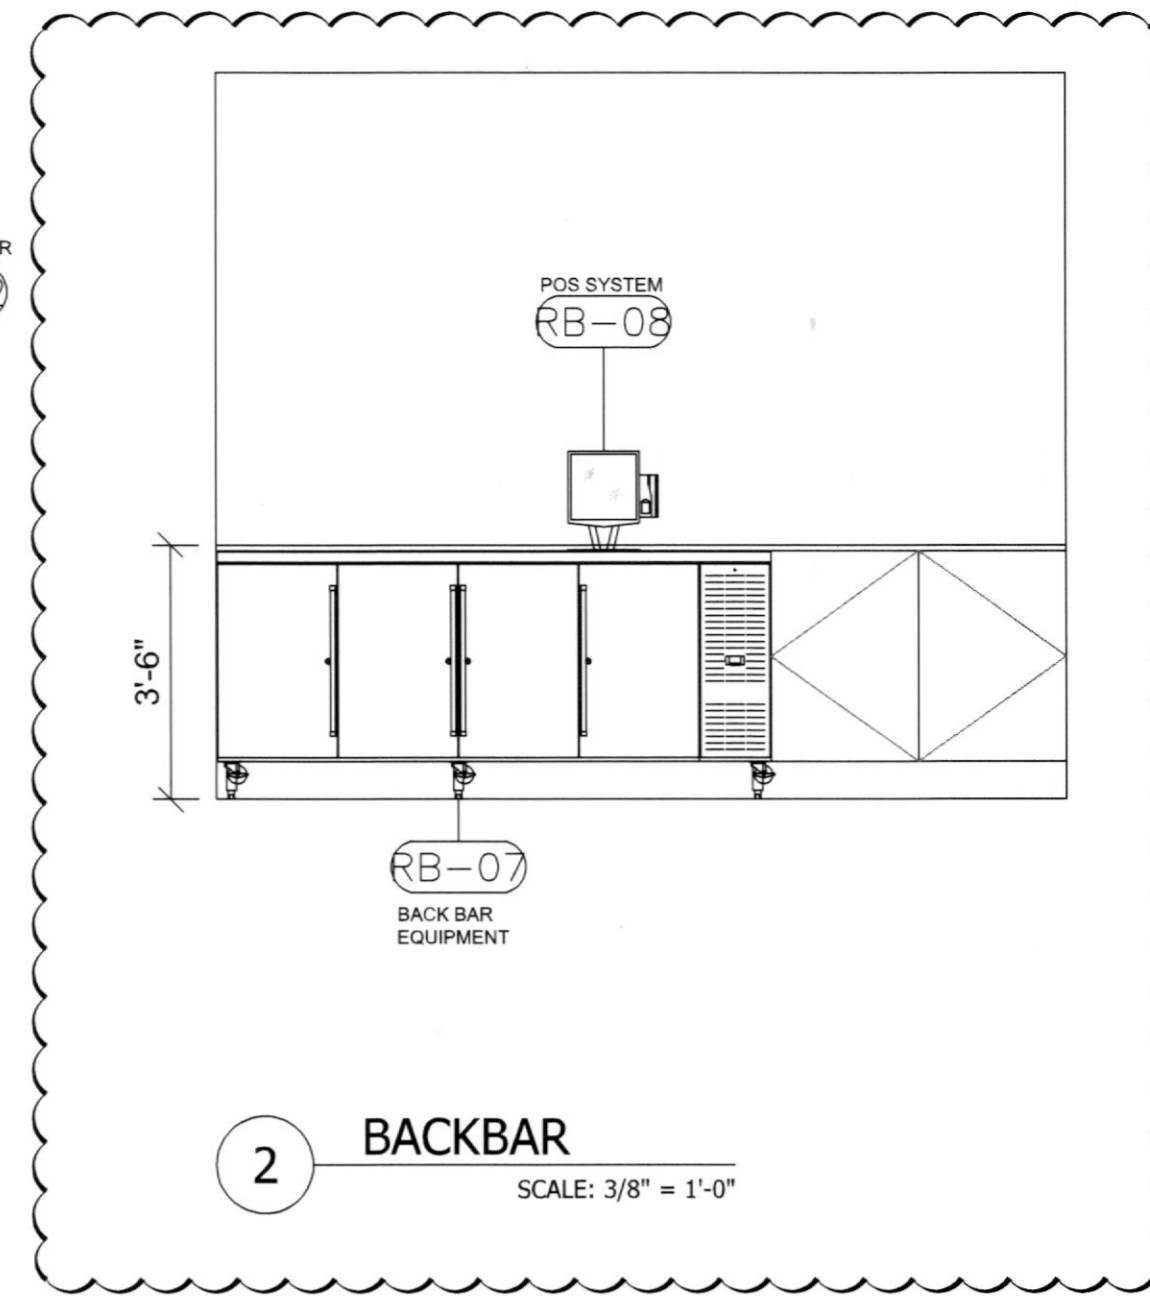 R
POS SYSTEM
RB-08
3'-6"
RB-07
BACK BAR
EQUIPMENT
2
BACKBAR
SCALE: 3/8" = 1'-0"